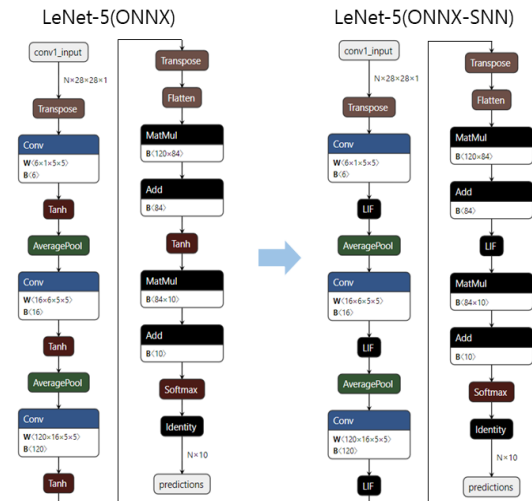 LeNet-5(ONNX)
conv1_input
N×28×28×1
Transpose
Conv
W⟨6×1×5×5⟩
B⟨6⟩
Tanh
AveragePool
Conv
W⟨16×6×5×5⟩
B⟨16⟩
Tanh
AveragePool
Conv
W⟨120×16×5×5⟩
B⟨120⟩
Tanh
Transpose
Flatten
MatMul
B⟨120×84⟩
Add
B⟨84⟩
Tanh
MatMul
B⟨84×10⟩
Add
B⟨10⟩
Softmax
Identity
N×10
predictions
LeNet-5(ONNX-SNN)
conv1_input
N×28×28×1
Transpose
Conv
W⟨6×1×5×5⟩
B⟨6⟩
LIF
AveragePool
Conv
W⟨16×6×5×5⟩
B⟨16⟩
LIF
AveragePool
Conv
W⟨120×16×5×5⟩
B⟨120⟩
LIF
Transpose
Flatten
MatMul
B⟨120×84⟩
Add
B⟨84⟩
LIF
MatMul
B⟨84×10⟩
Add
B⟨10⟩
Softmax
Identity
N×10
predictions